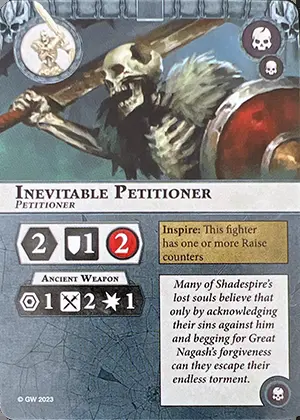 INEVITABLE PETITIONER
PETITIONER
2 1 2
Inspire: This fighter
has one or more Raise
counters
ANCIENT WEAPON
1 2 1
Many of Shadespire's
lost souls believe that
only by acknowledging
their sins against him
and begging for Great
Nagash's forgiveness
can they escape their
endless torment.
© GW 2023